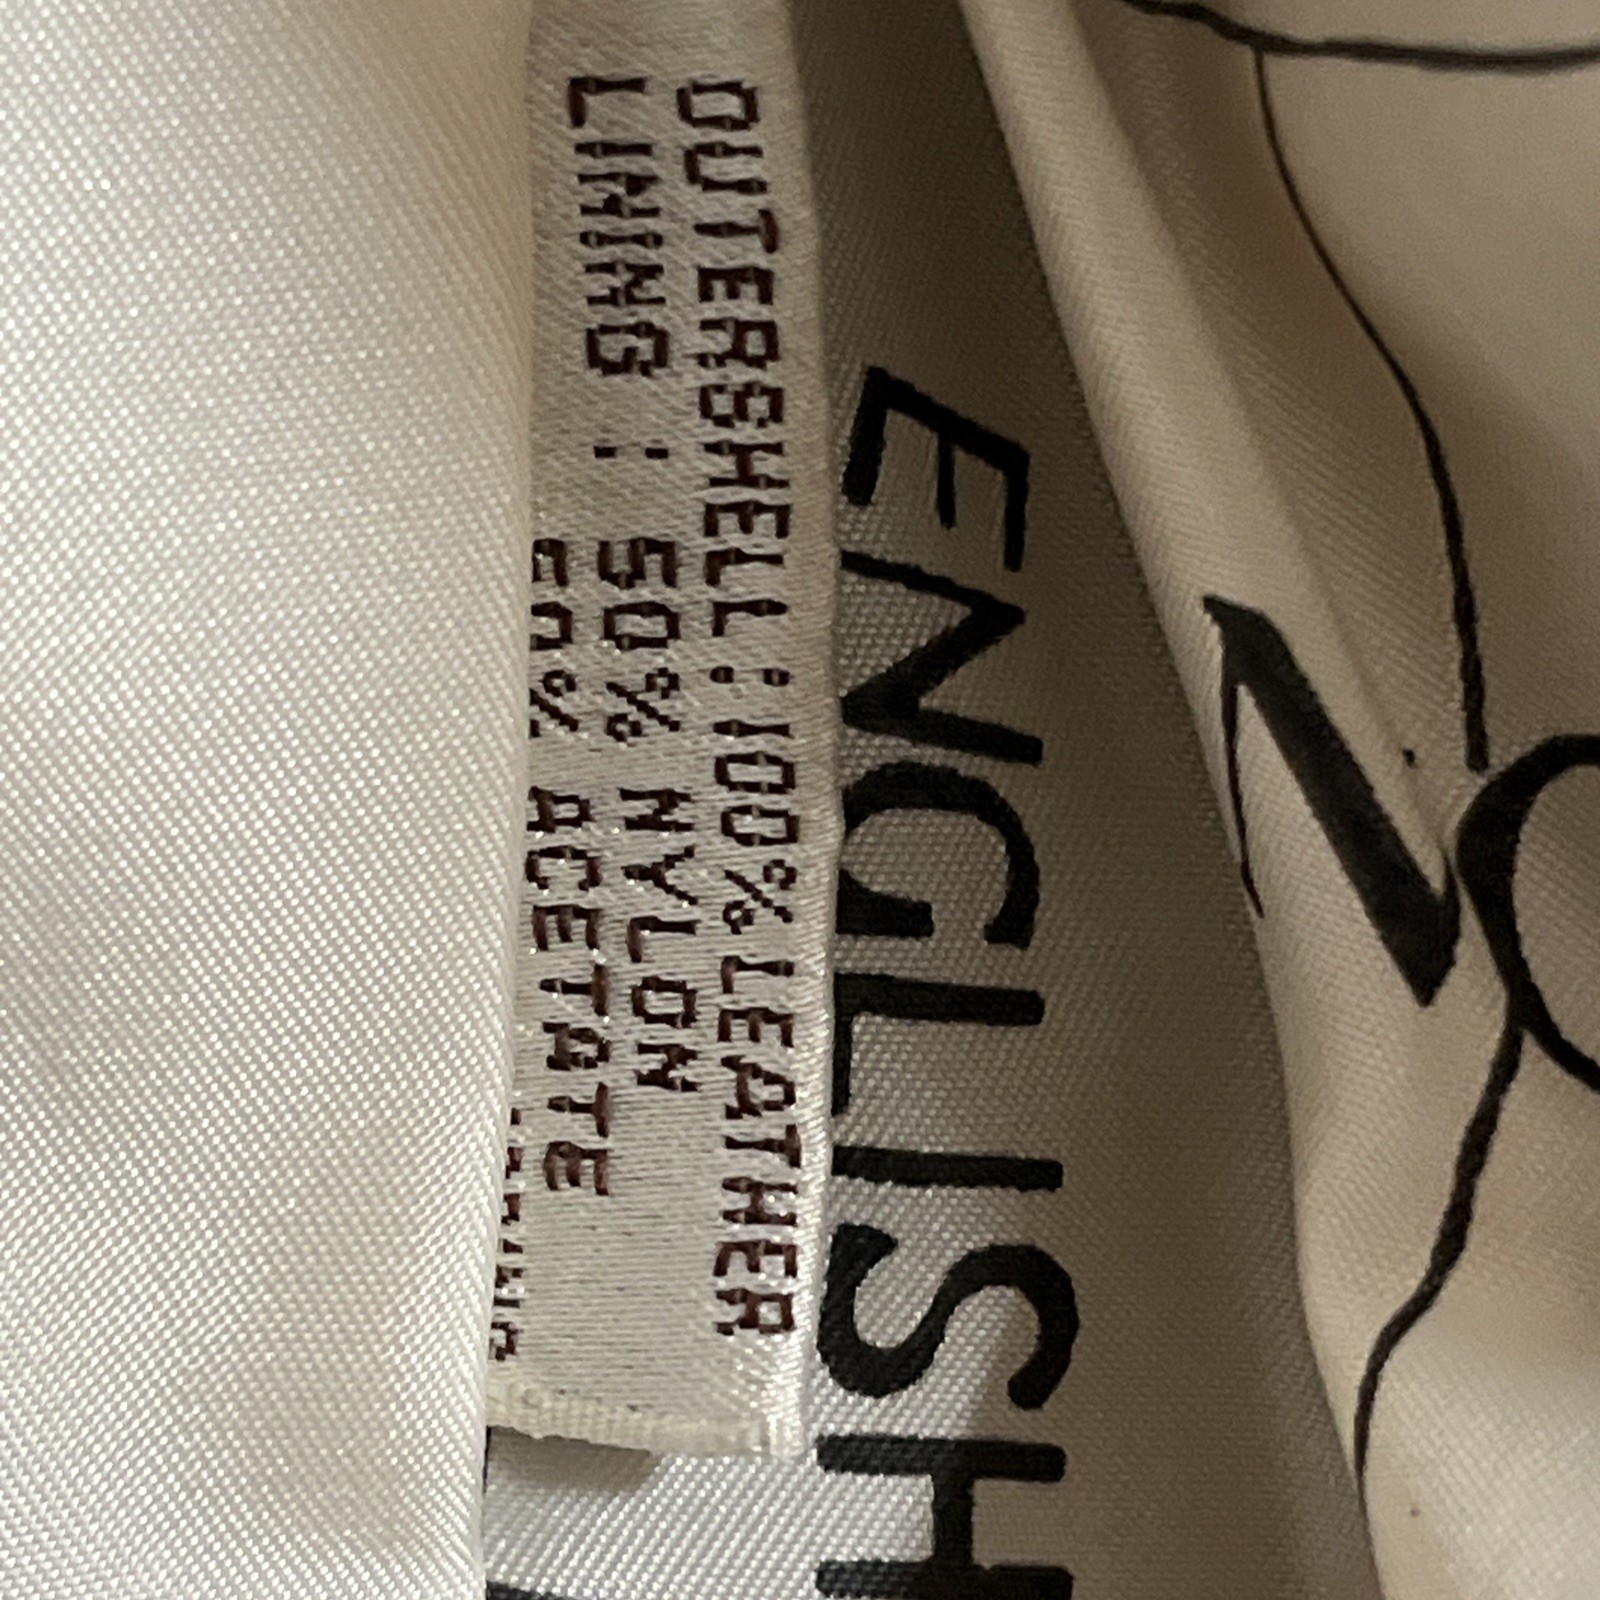 OUTERSHELL:100% LEATHER
LINING : 50% NYLON
50% ACETATE
ENGLISH